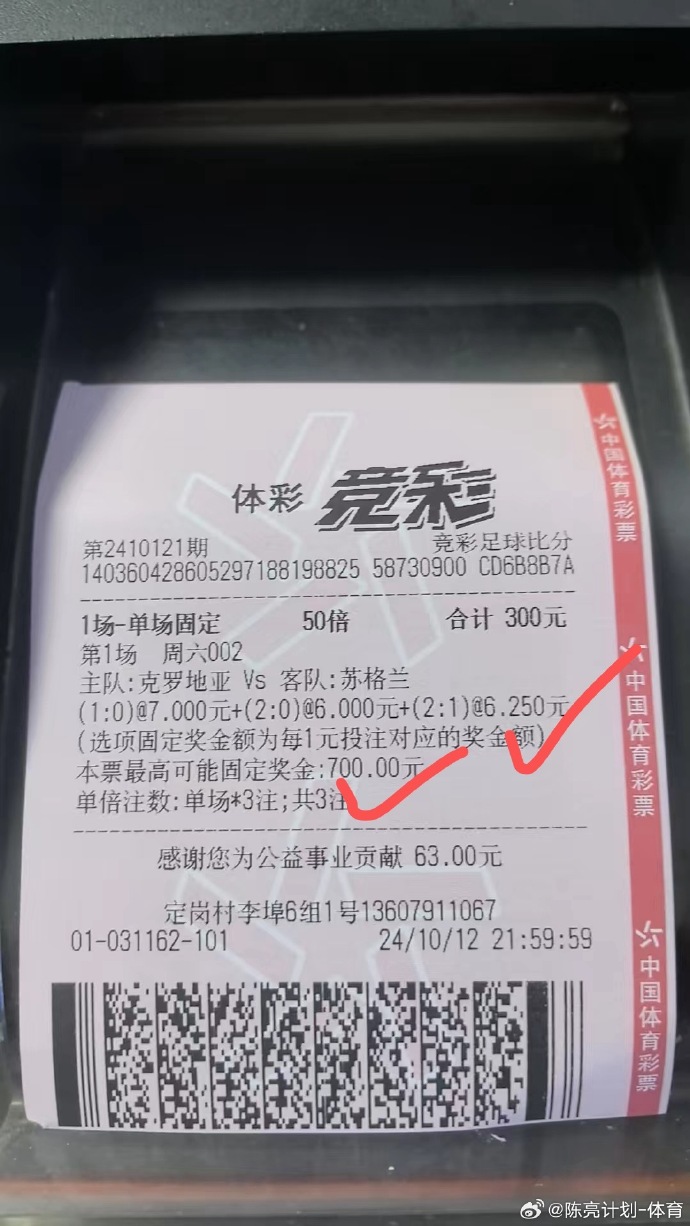 体彩 竞彩
第2410121期 竞彩足球比分
140360428605297188198825 58730900 CD6B8B7A
1场-单场固定 50倍 合计 300元
第1场 周六002
主队:克罗地亚 Vs 客队:苏格兰
(1:0)@7.000元+(2:0)@6.000元+(2:1)@6.250元
(选项固定奖金额为每1元投注对应的奖金额)
本票最高可能固定奖金:700.00元
单倍注数:单场*3注;共3注
感谢您为公益事业贡献 63.00元
定岗村李埠6组1号13607911067
01-031162-101 24/10/12 21:59:59
中国体育彩票
中国体育彩票
中国体育彩票
@陈亮计划-体育